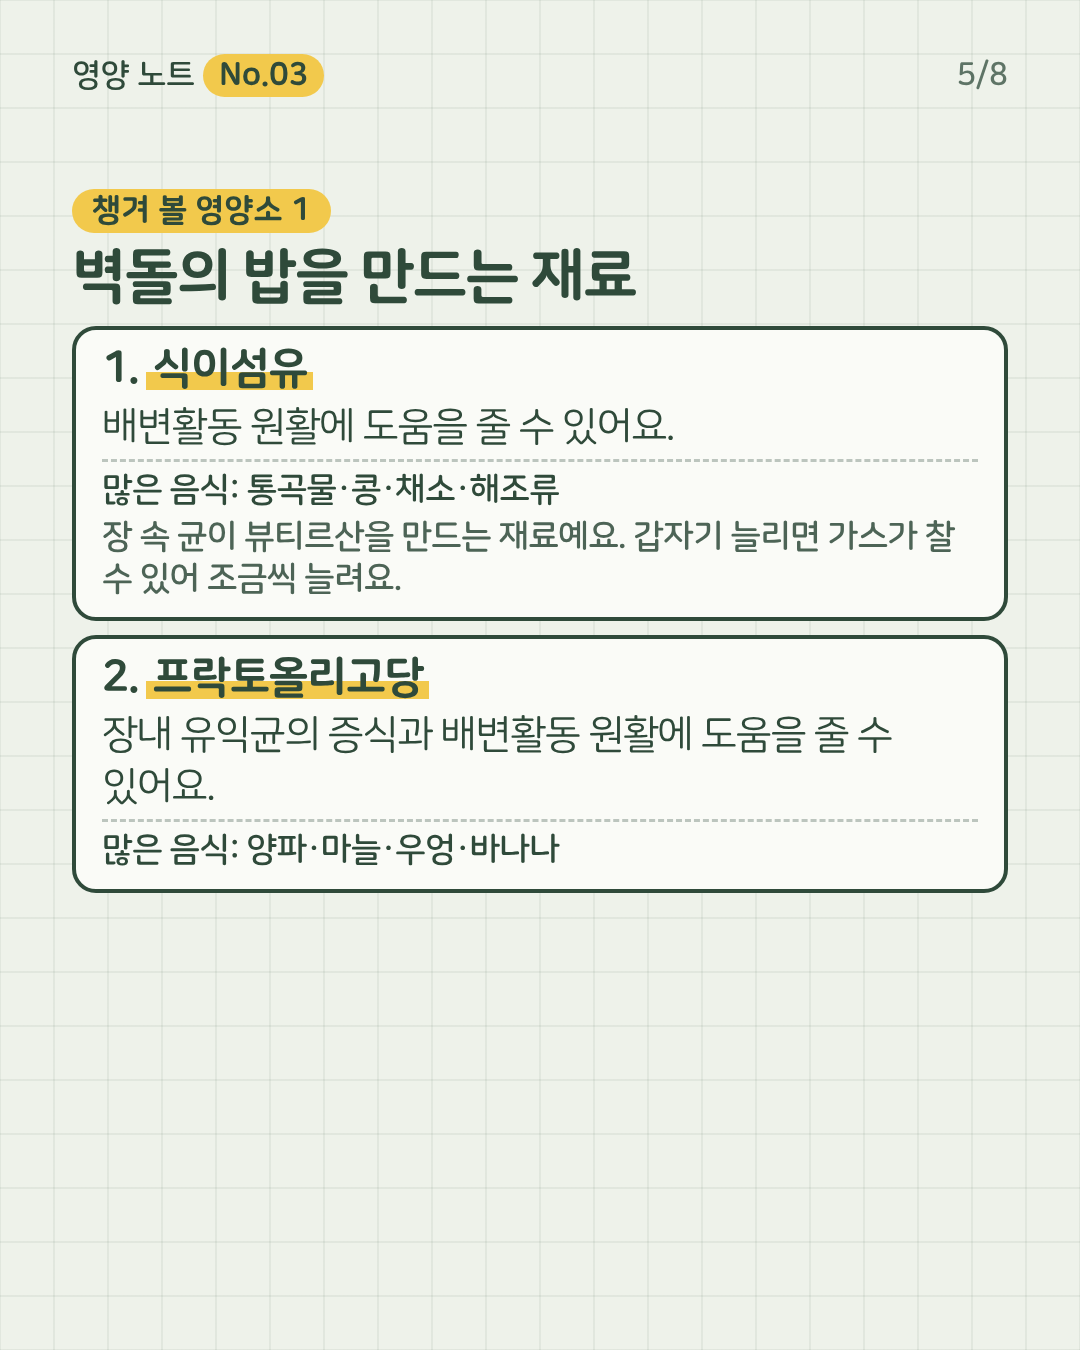 영양 노트 No.03
5/8
챙겨 볼 영양소 1
벽돌의 밥을 만드는 재료
1. 식이섬유
배변활동 원활에 도움을 줄 수 있어요.
많은 음식: 통곡물·콩·채소·해조류
장 속 균이 뷰티르산을 만드는 재료예요. 갑자기 늘리면 가스가 찰
수 있어 조금씩 늘려요.
2. 프락토올리고당
장내 유익균의 증식과 배변활동 원활에 도움을 줄 수
있어요.
많은 음식: 양파·마늘·우엉·바나나